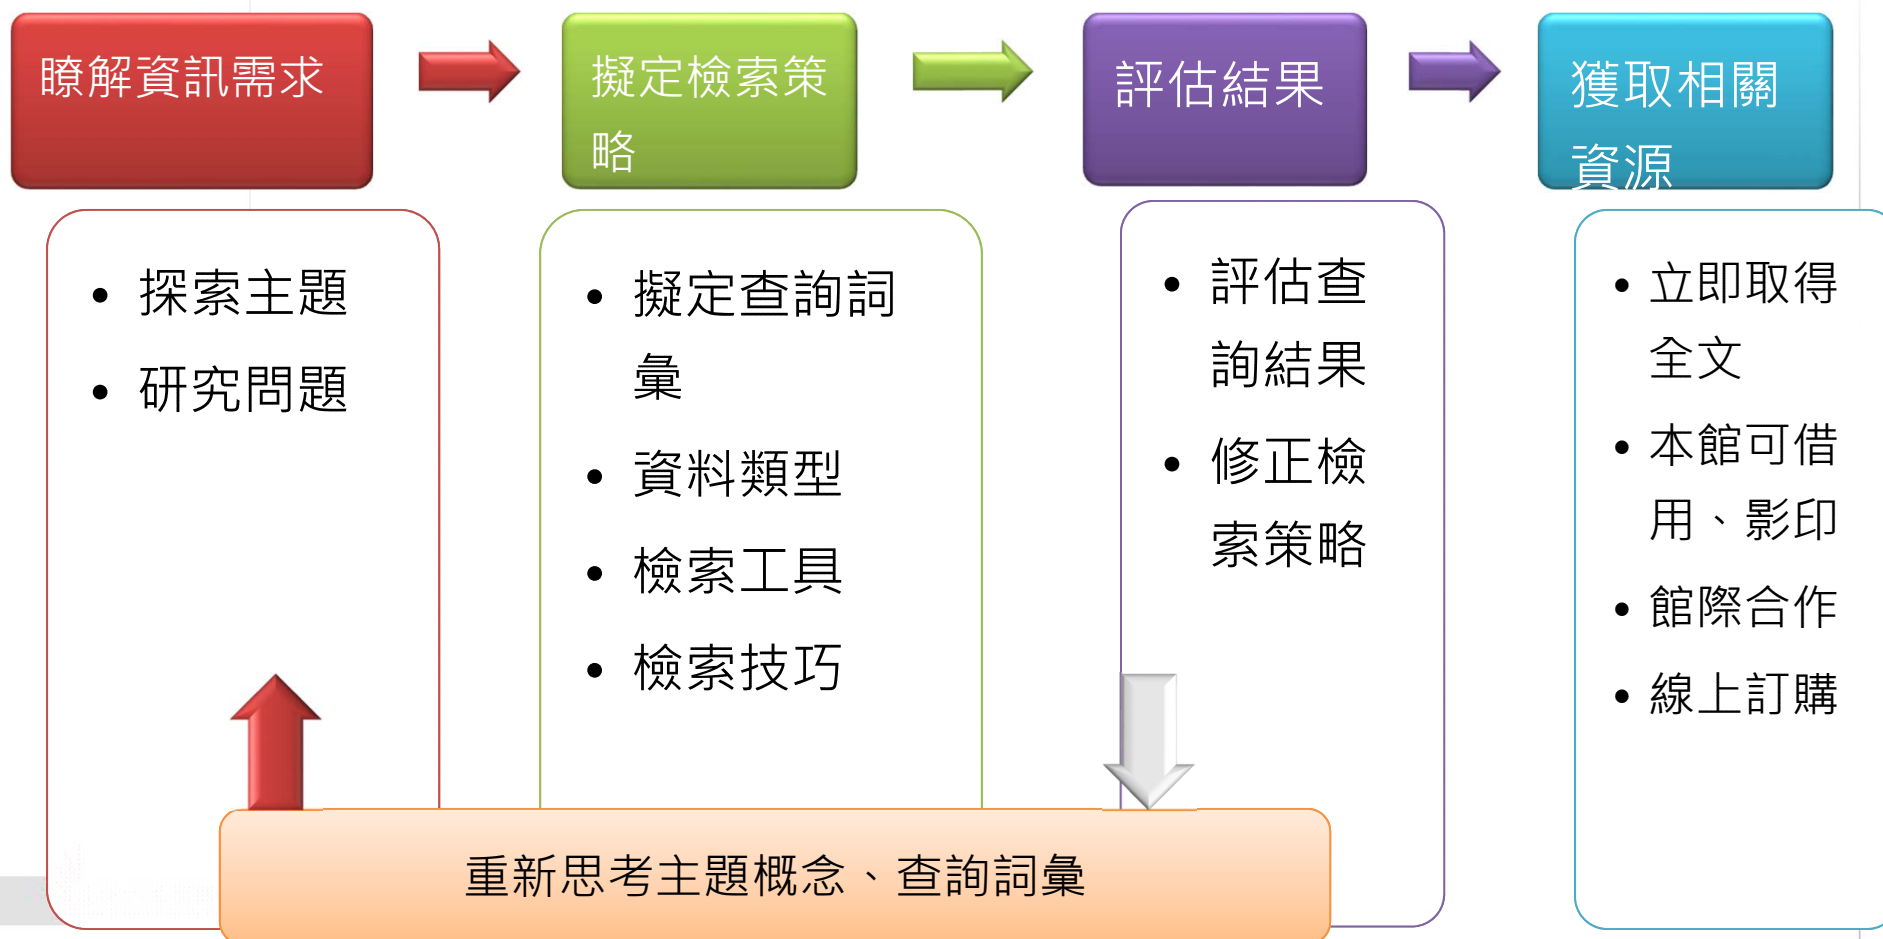 瞭解資訊需求
擬定檢索策
略
評估結果
獲取相關
資源
• 探索主題
• 研究問題
• 擬定查詢詞
彙
• 資料類型
• 檢索工具
• 檢索技巧
• 評估查
詢結果
• 修正檢
索策略
• 立即取得
全文
• 本館可借
用、影印
• 館際合作
• 線上訂購
重新思考主題概念、查詢詞彙